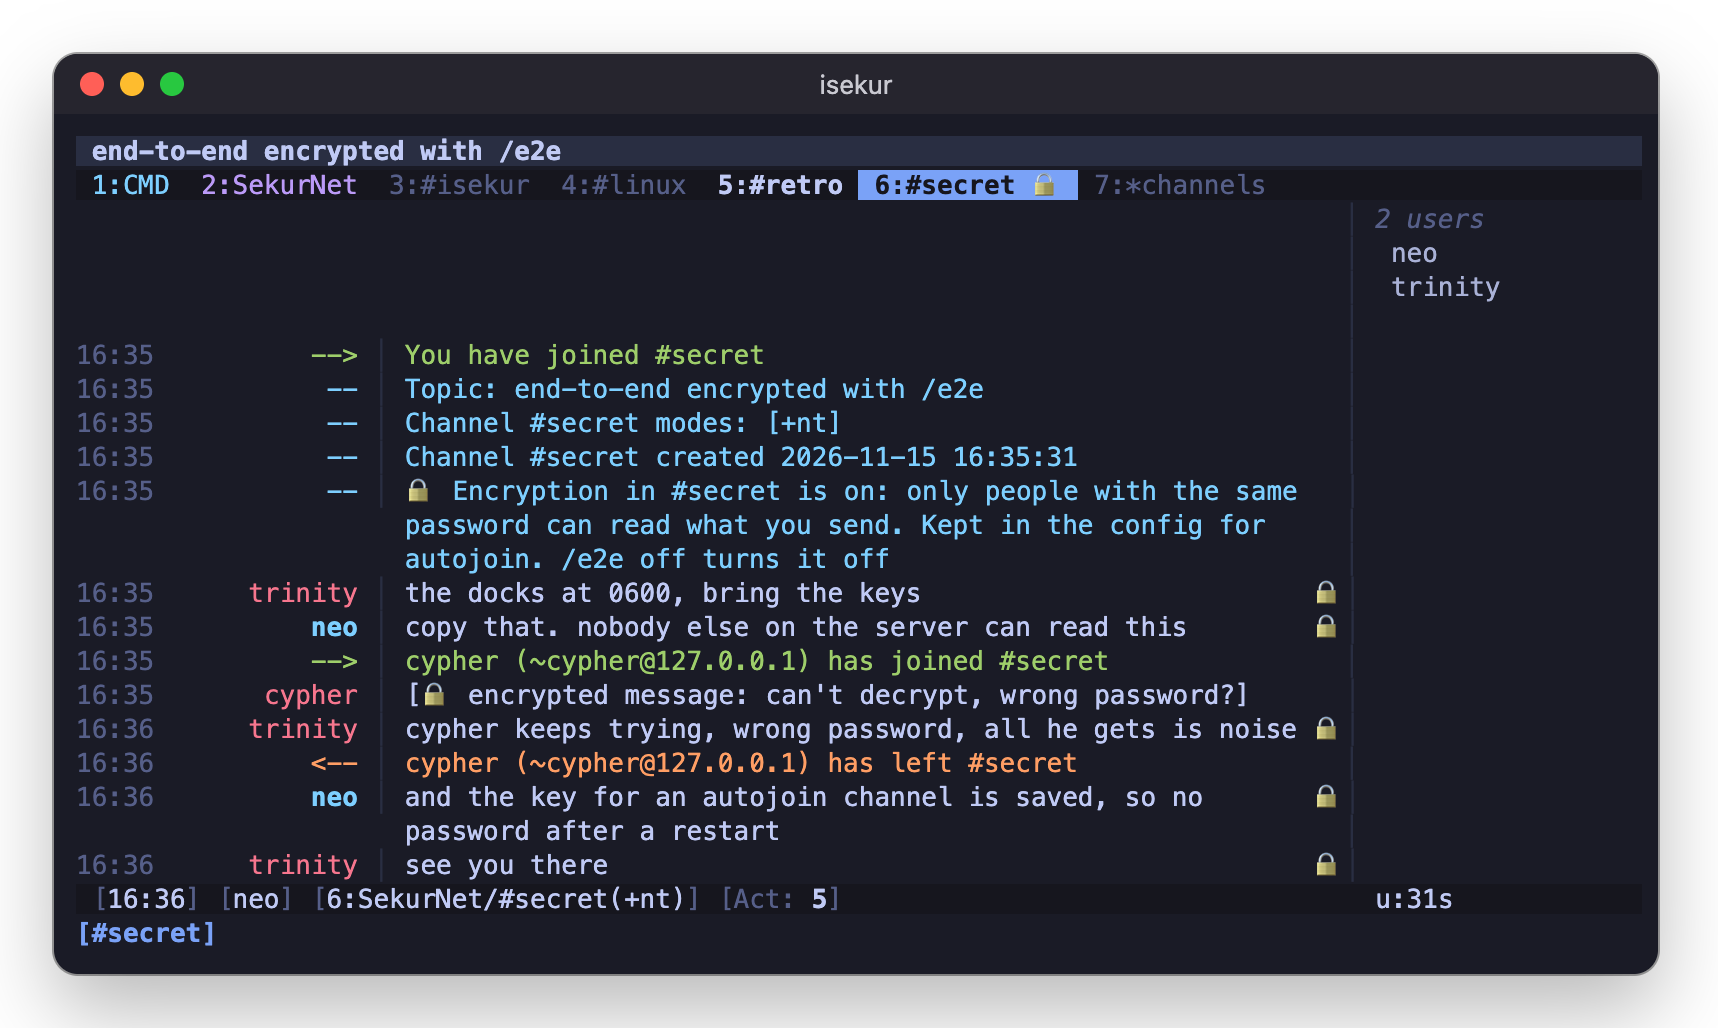 isekur
end-to-end encrypted with /e2e
1:CMD 2:SekurNet 3:#isekur 4:#linux 5:#retro 6:#secret 🔒 7:*channels
2 users
neo
trinity
16:35 --> You have joined #secret
16:35 -- Topic: end-to-end encrypted with /e2e
16:35 -- Channel #secret modes: [+nt]
16:35 -- Channel #secret created 2026-11-15 16:35:31
16:35 -- 🔒 Encryption in #secret is on: only people with the same
password can read what you send. Kept in the config for
autojoin. /e2e off turns it off
16:35 trinity the docks at 0600, bring the keys 🔒
16:35 neo copy that. nobody else on the server can read this 🔒
16:35 --> cypher (~cypher@127.0.0.1) has joined #secret
16:35 cypher [🔒 encrypted message: can't decrypt, wrong password?]
16:36 trinity cypher keeps trying, wrong password, all he gets is noise 🔒
16:36 <-- cypher (~cypher@127.0.0.1) has left #secret
16:36 neo and the key for an autojoin channel is saved, so no 🔒
password after a restart
16:36 trinity see you there 🔒
[16:36] [neo] [6:SekurNet/#secret(+nt)] [Act: 5] u:31s
[#secret]